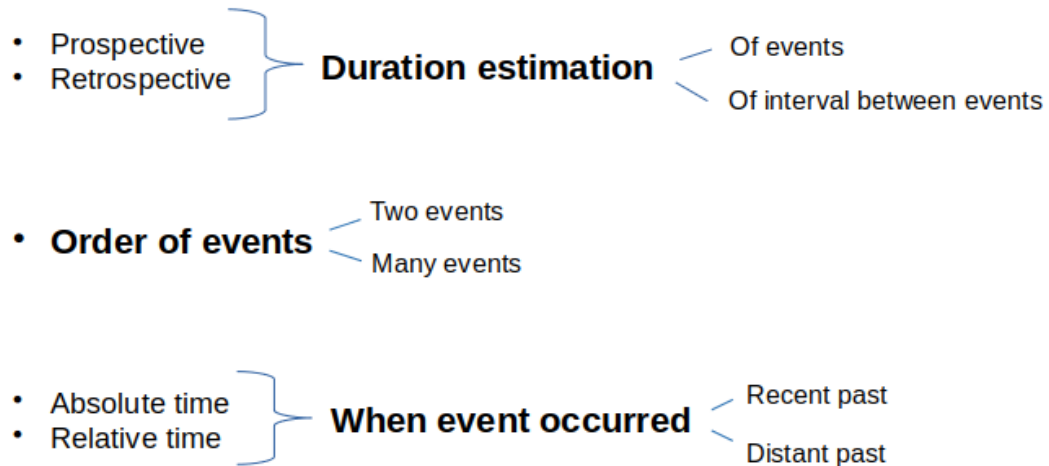 • Prospective
• Retrospective
Duration estimation
Of events
Of interval between events
• Order of events
Two events
Many events
• Absolute time
• Relative time
When event occurred
Recent past
Distant past